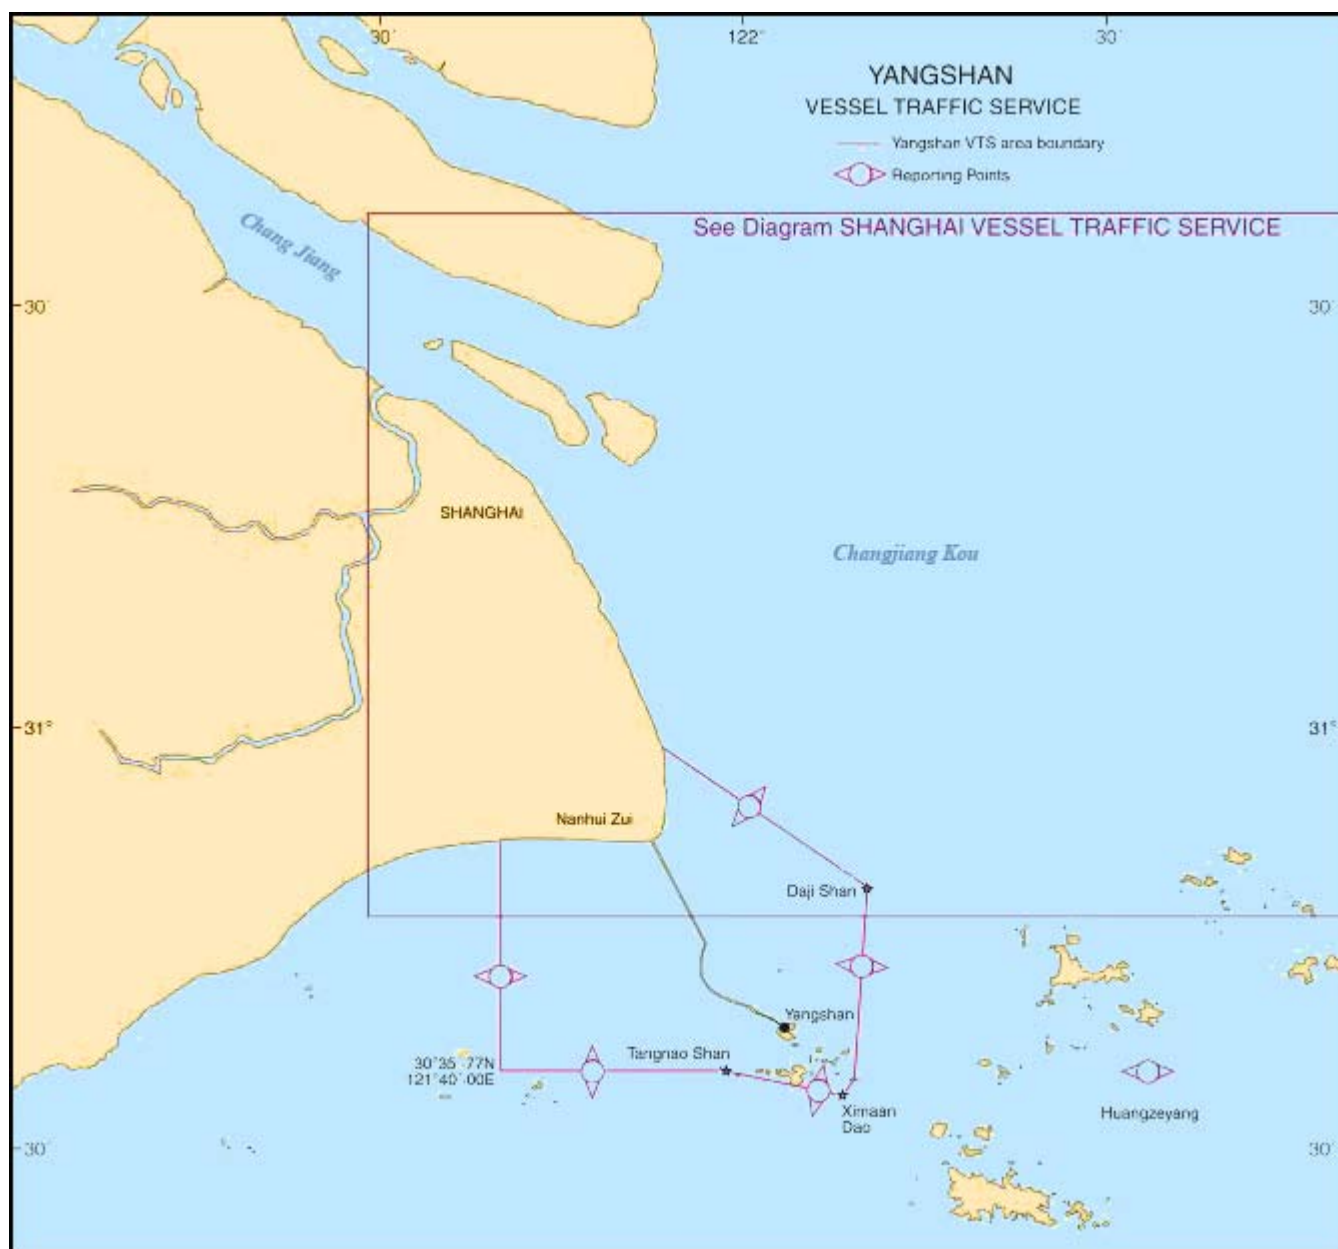 30' 122° 30'
YANGSHAN
VESSEL TRAFFIC SERVICE
Yangshan VTS area boundary
Reporting Points
See Diagram SHANGHAI VESSEL TRAFFIC SERVICE
Chang Jiang
30' 30'
SHANGHAI
Changjiang Kou
31° 31°
Nanhui Zui
Daji Shan
Yangshan
Tangnao Shan
30°35'·77N
121°40'·00E
Ximaan
Dao
Huangzeyang
30' 30'